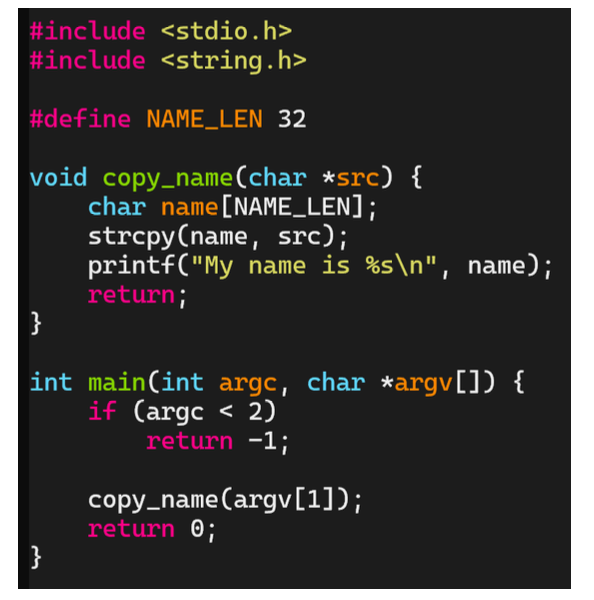 #include <stdio.h>
#include <string.h>

#define NAME_LEN 32

void copy_name(char *src) {
    char name[NAME_LEN];
    strcpy(name, src);
    printf("My name is %s\n", name);
    return;
}

int main(int argc, char *argv[]) {
    if (argc < 2)
        return -1;

    copy_name(argv[1]);
    return 0;
}